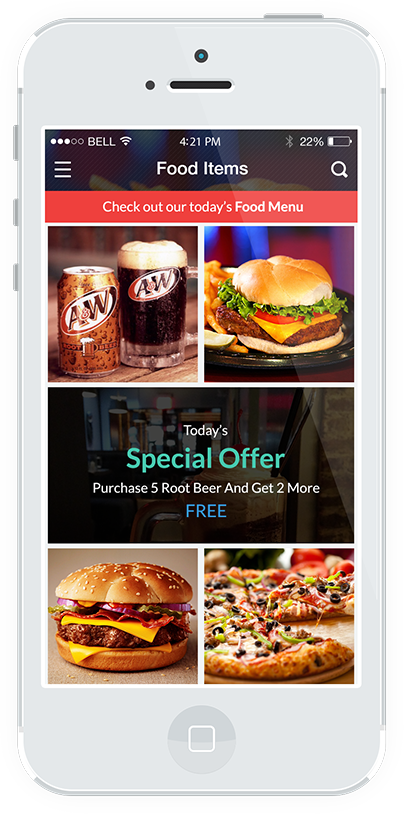 BELL 4:21 PM 22%
Food Items
Check out our today's Food Menu
A&W A&W
Today's
Special Offer
Purchase 5 Root Beer And Get 2 More
FREE